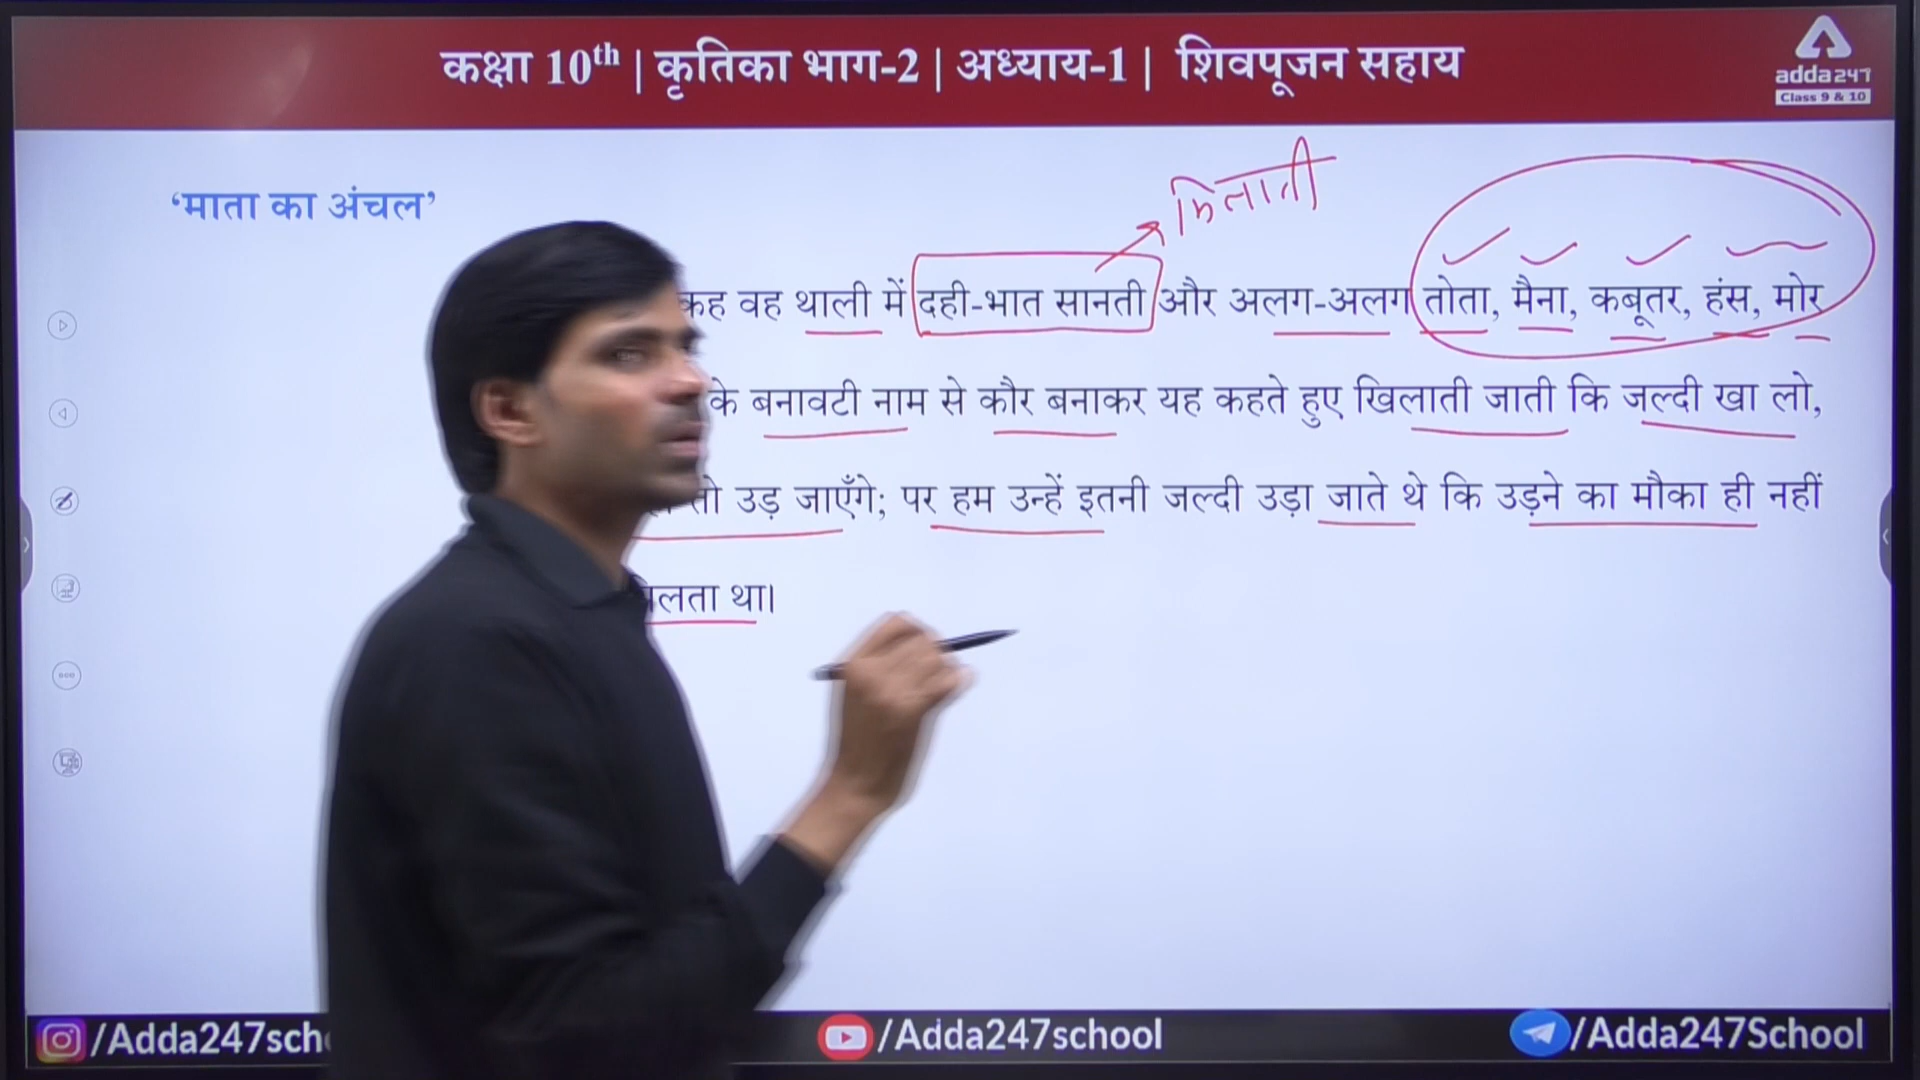 कक्षा 10th | कृतिका भाग-2 | अध्याय-1 | शिवपूजन सहाय
adda247
Class 9 & 10
‘माता का अंचल’
मिलाती
कह वह थाली में दही-भात सानती और अलग-अलग तोता, मैना, कबूतर, हंस, मोर
के बनावटी नाम से कौर बनाकर यह कहते हुए खिलाती जाती कि जल्दी खा लो,
तो उड़ जाएँगे; पर हम उन्हें इतनी जल्दी उड़ा जाते थे कि उड़ने का मौका ही नहीं
था।
/Adda247sch /Adda247school /Adda247School